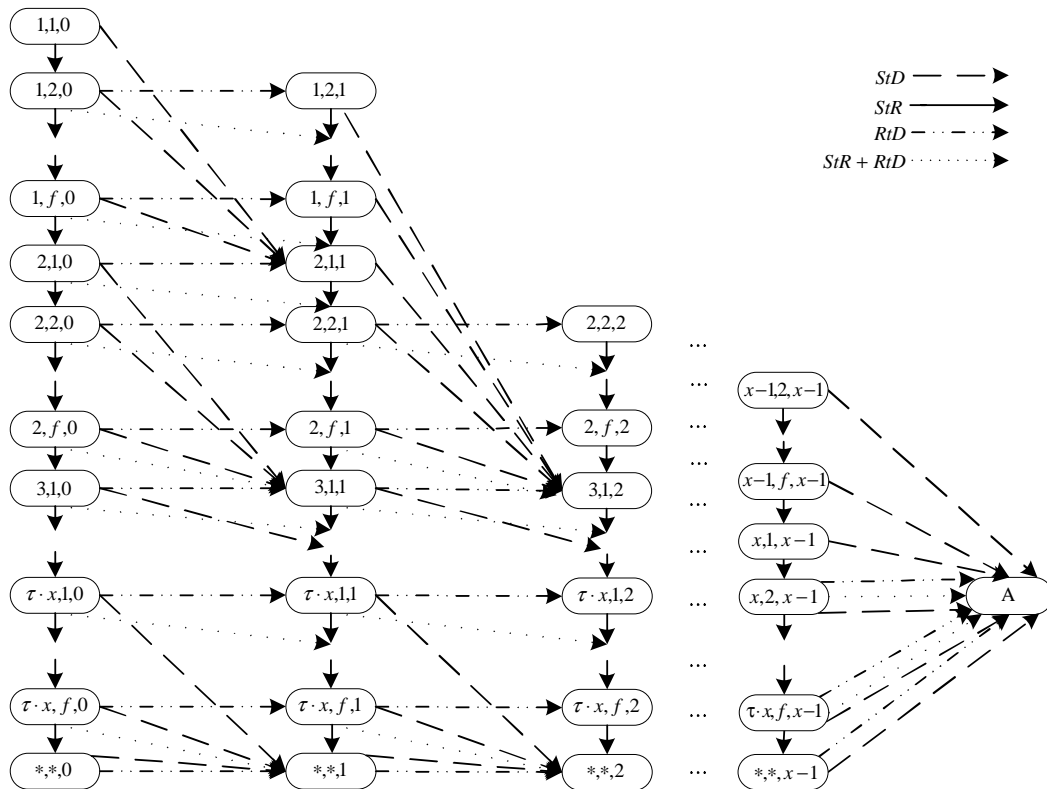 1,1,0
StD
1,2,0
1,2,1
StR
RtD
StR + RtD
1, f ,0
1, f ,1
2,1,0
2,1,1
2,2,0
2,2,1
2,2,2
...
...
x−1,2, x−1
2, f ,0
2, f ,1
2, f ,2
...
...
3,1,0
3,1,1
3,1,2
x−1, f, x−1
...
x,1, x−1
...
τ · x,1,0
τ · x,1,1
τ · x,1,2
...
x,2, x−1
A
...
τ · x, f ,0
τ · x, f ,1
τ · x, f ,2
...
τ· x, f, x−1
*,*,0
*,*,1
*,*,2
...
*,*, x−1